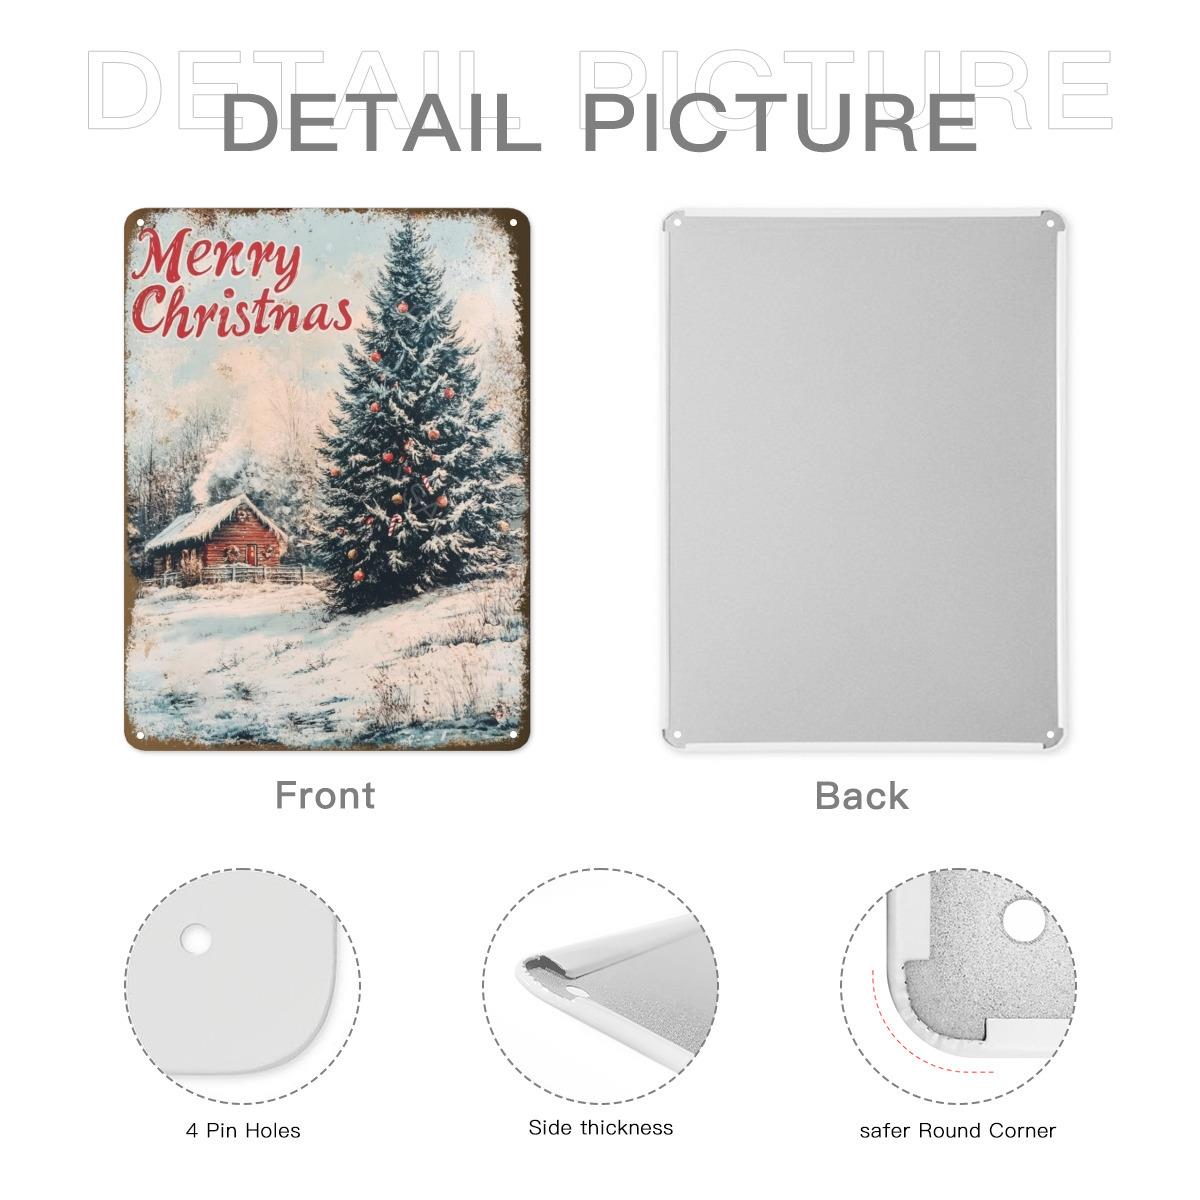 DETAIL PICTURE
DETAIL PICTURE
Merry
Christnas
Front
Back
4 Pin Holes
Side thickness
safer Round Corner